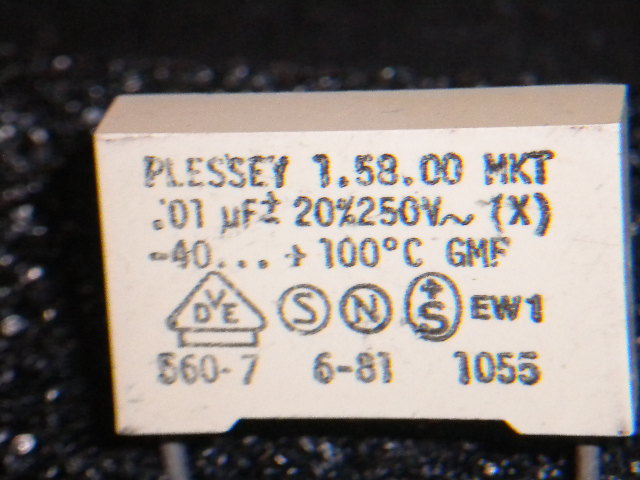 PLESSEY 1.58.00 MKT
.01 µF± 20%250V~ (X)
-40...+100°C GMF
DVE S N +S EW1
560-7 6-81 1055